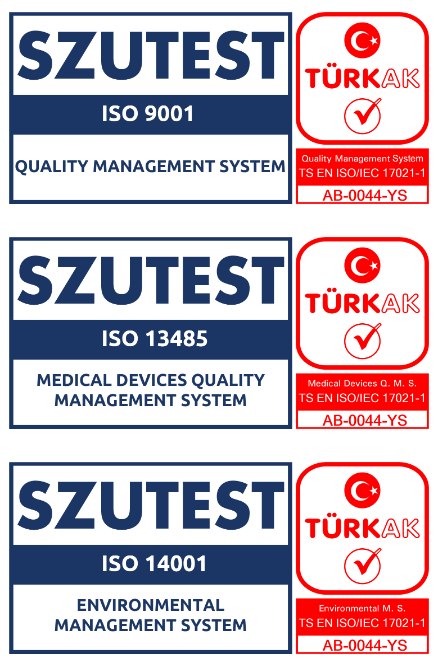 SZUTEST
ISO 9001
QUALITY MANAGEMENT SYSTEM
TÜRKAK
Quality Management System
TS EN ISO/IEC 17021-1
AB-0044-YS
SZUTEST
ISO 13485
MEDICAL DEVICES QUALITY
MANAGEMENT SYSTEM
TÜRKAK
Medical Devices Q. M. S.
TS EN ISO/IEC 17021-1
AB-0044-YS
SZUTEST
ISO 14001
ENVIRONMENTAL
MANAGEMENT SYSTEM
TÜRKAK
Environmental M. S.
TS EN ISO/IEC 17021-1
AB-0044-YS